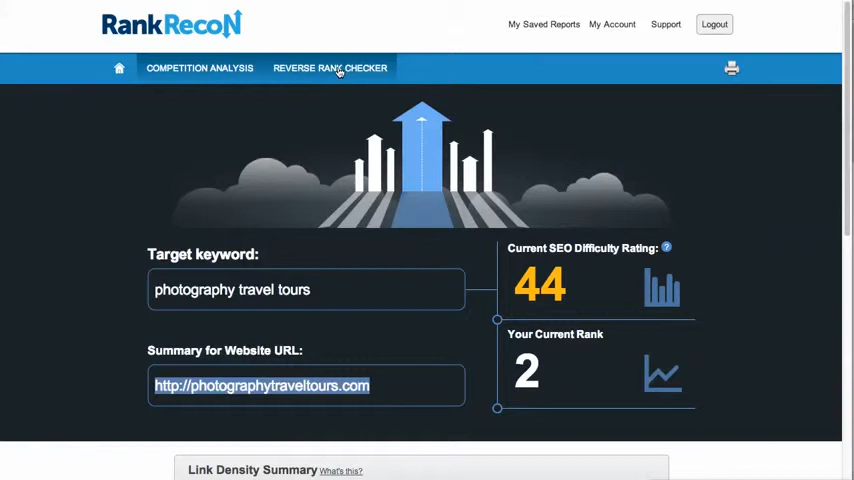 RankRecoN
My Saved Reports My Account Support Logout
COMPETITION ANALYSIS REVERSE RANK CHECKER
Target keyword:
photography travel tours
Current SEO Difficulty Rating: ?
44
Your Current Rank
2
Summary for Website URL:
http://photographytraveltours.com
Link Density Summary What's this?